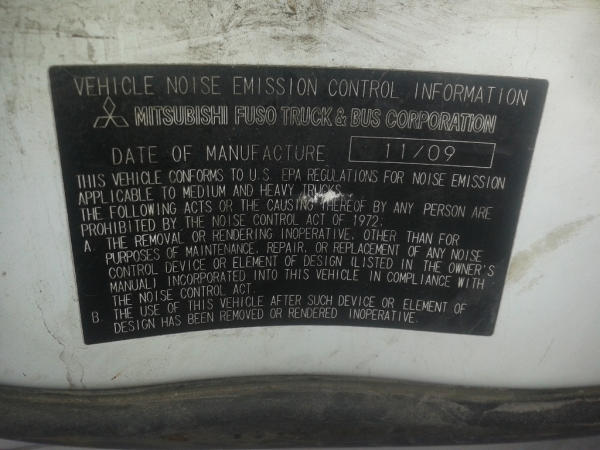 VEHICLE NOISE EMISSION CONTROL INFORMATION
MITSUBISHI FUSO TRUCK & BUS CORPORATION
DATE OF MANUFACTURE 11/09
THIS VEHICLE CONFORMS TO U.S. EPA REGULATIONS FOR NOISE EMISSION
APPLICABLE TO MEDIUM AND HEAVY TRUCKS.
THE FOLLOWING ACTS OR THE CAUSING THEREOF BY ANY PERSON ARE
PROHIBITED BY THE NOISE CONTROL ACT OF 1972:
A. THE REMOVAL OR RENDERING INOPERATIVE, OTHER THAN FOR
PURPOSES OF MAINTENANCE, REPAIR, OR REPLACEMENT OF ANY NOISE
CONTROL DEVICE OR ELEMENT OF DESIGN (LISTED IN THE OWNER'S
MANUAL) INCORPORATED INTO THIS VEHICLE IN COMPLIANCE WITH
THE NOISE CONTROL ACT.
B. THE USE OF THIS VEHICLE AFTER SUCH DEVICE OR ELEMENT OF
DESIGN HAS BEEN REMOVED OR RENDERED INOPERATIVE.